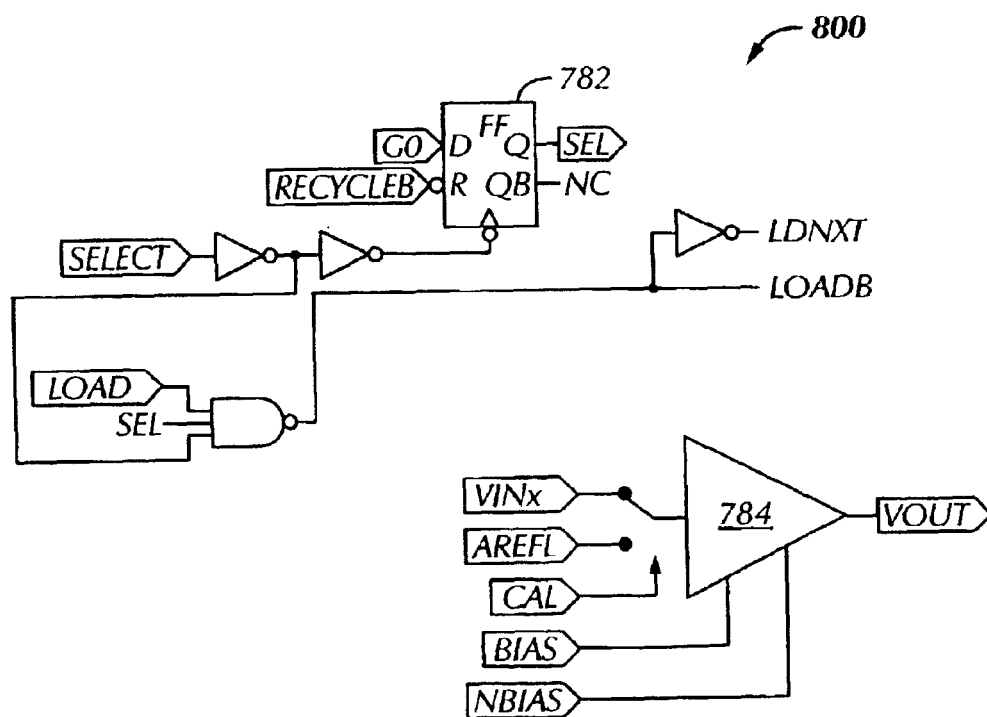 800
782
FF
G0 D Q SEL
RECYCLEB R QB NC
SELECT
LDNXT
LOADB
LOAD
SEL
VINx
784
VOUT
AREFL
CAL
BIAS
NBIAS